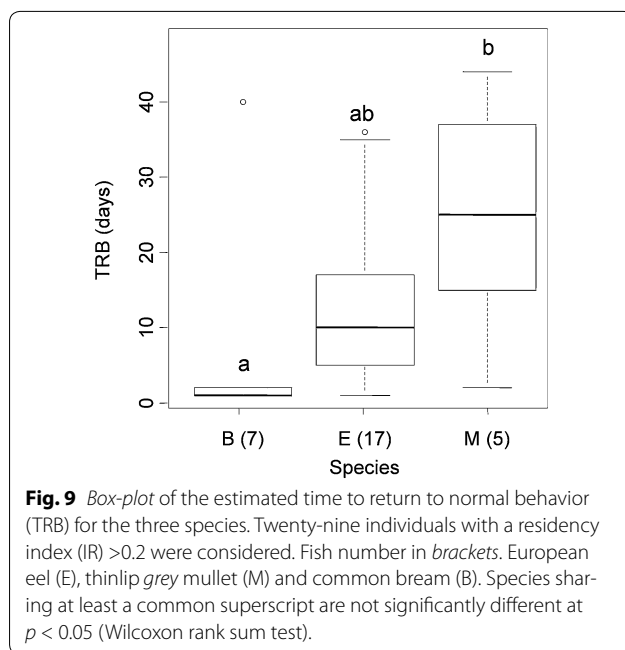 b
ab
a
40
30
20
10
0
TRB (days)
B (7) E (17) M (5)
Species
Fig. 9 Box-plot of the estimated time to return to normal behavior
(TRB) for the three species. Twenty-nine individuals with a residency
index (IR) >0.2 were considered. Fish number in brackets. European
eel (E), thinlip grey mullet (M) and common bream (B). Species shar-
ing at least a common superscript are not significantly different at
p < 0.05 (Wilcoxon rank sum test).